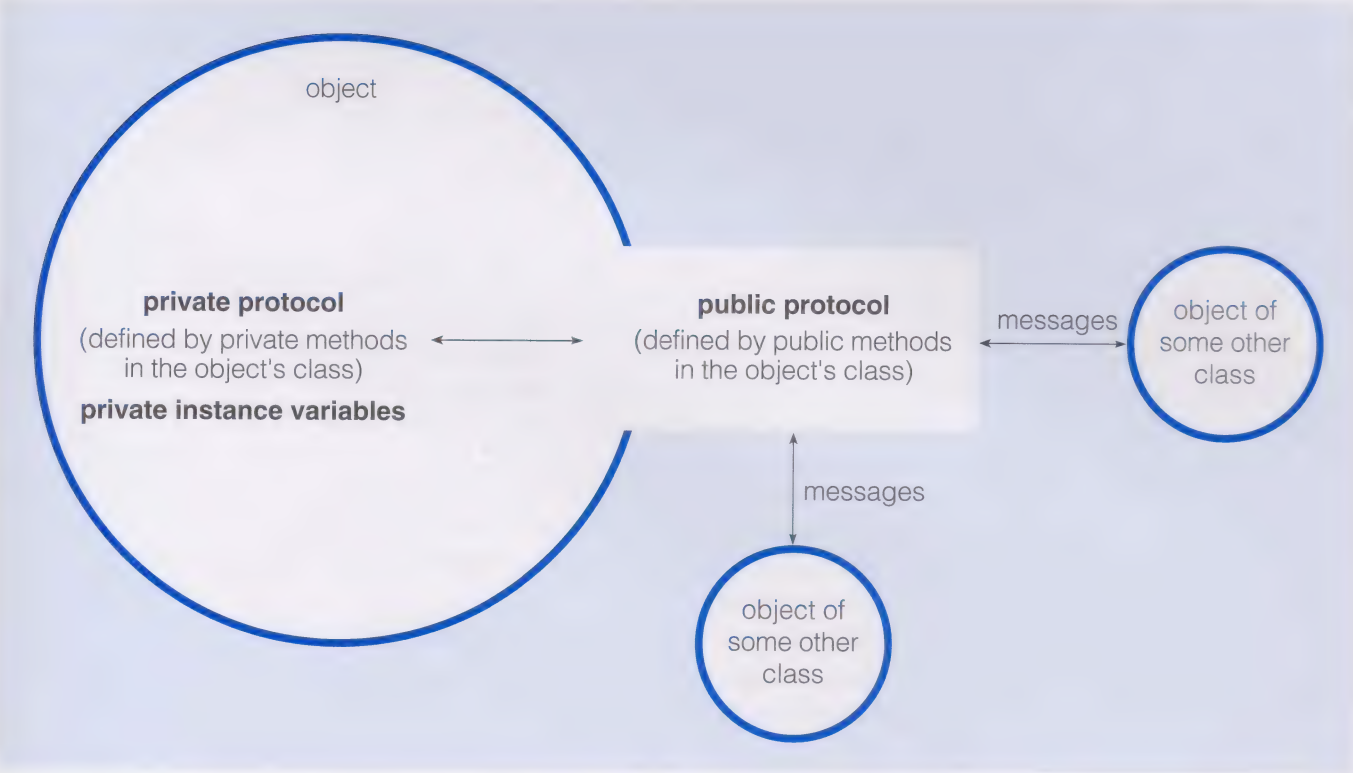 object
private protocol
(defined by private methods
in the object's class)
private instance variables
public protocol
(defined by public methods
in the object's class)
messages
object of
some other
class
messages
object of
some other
class